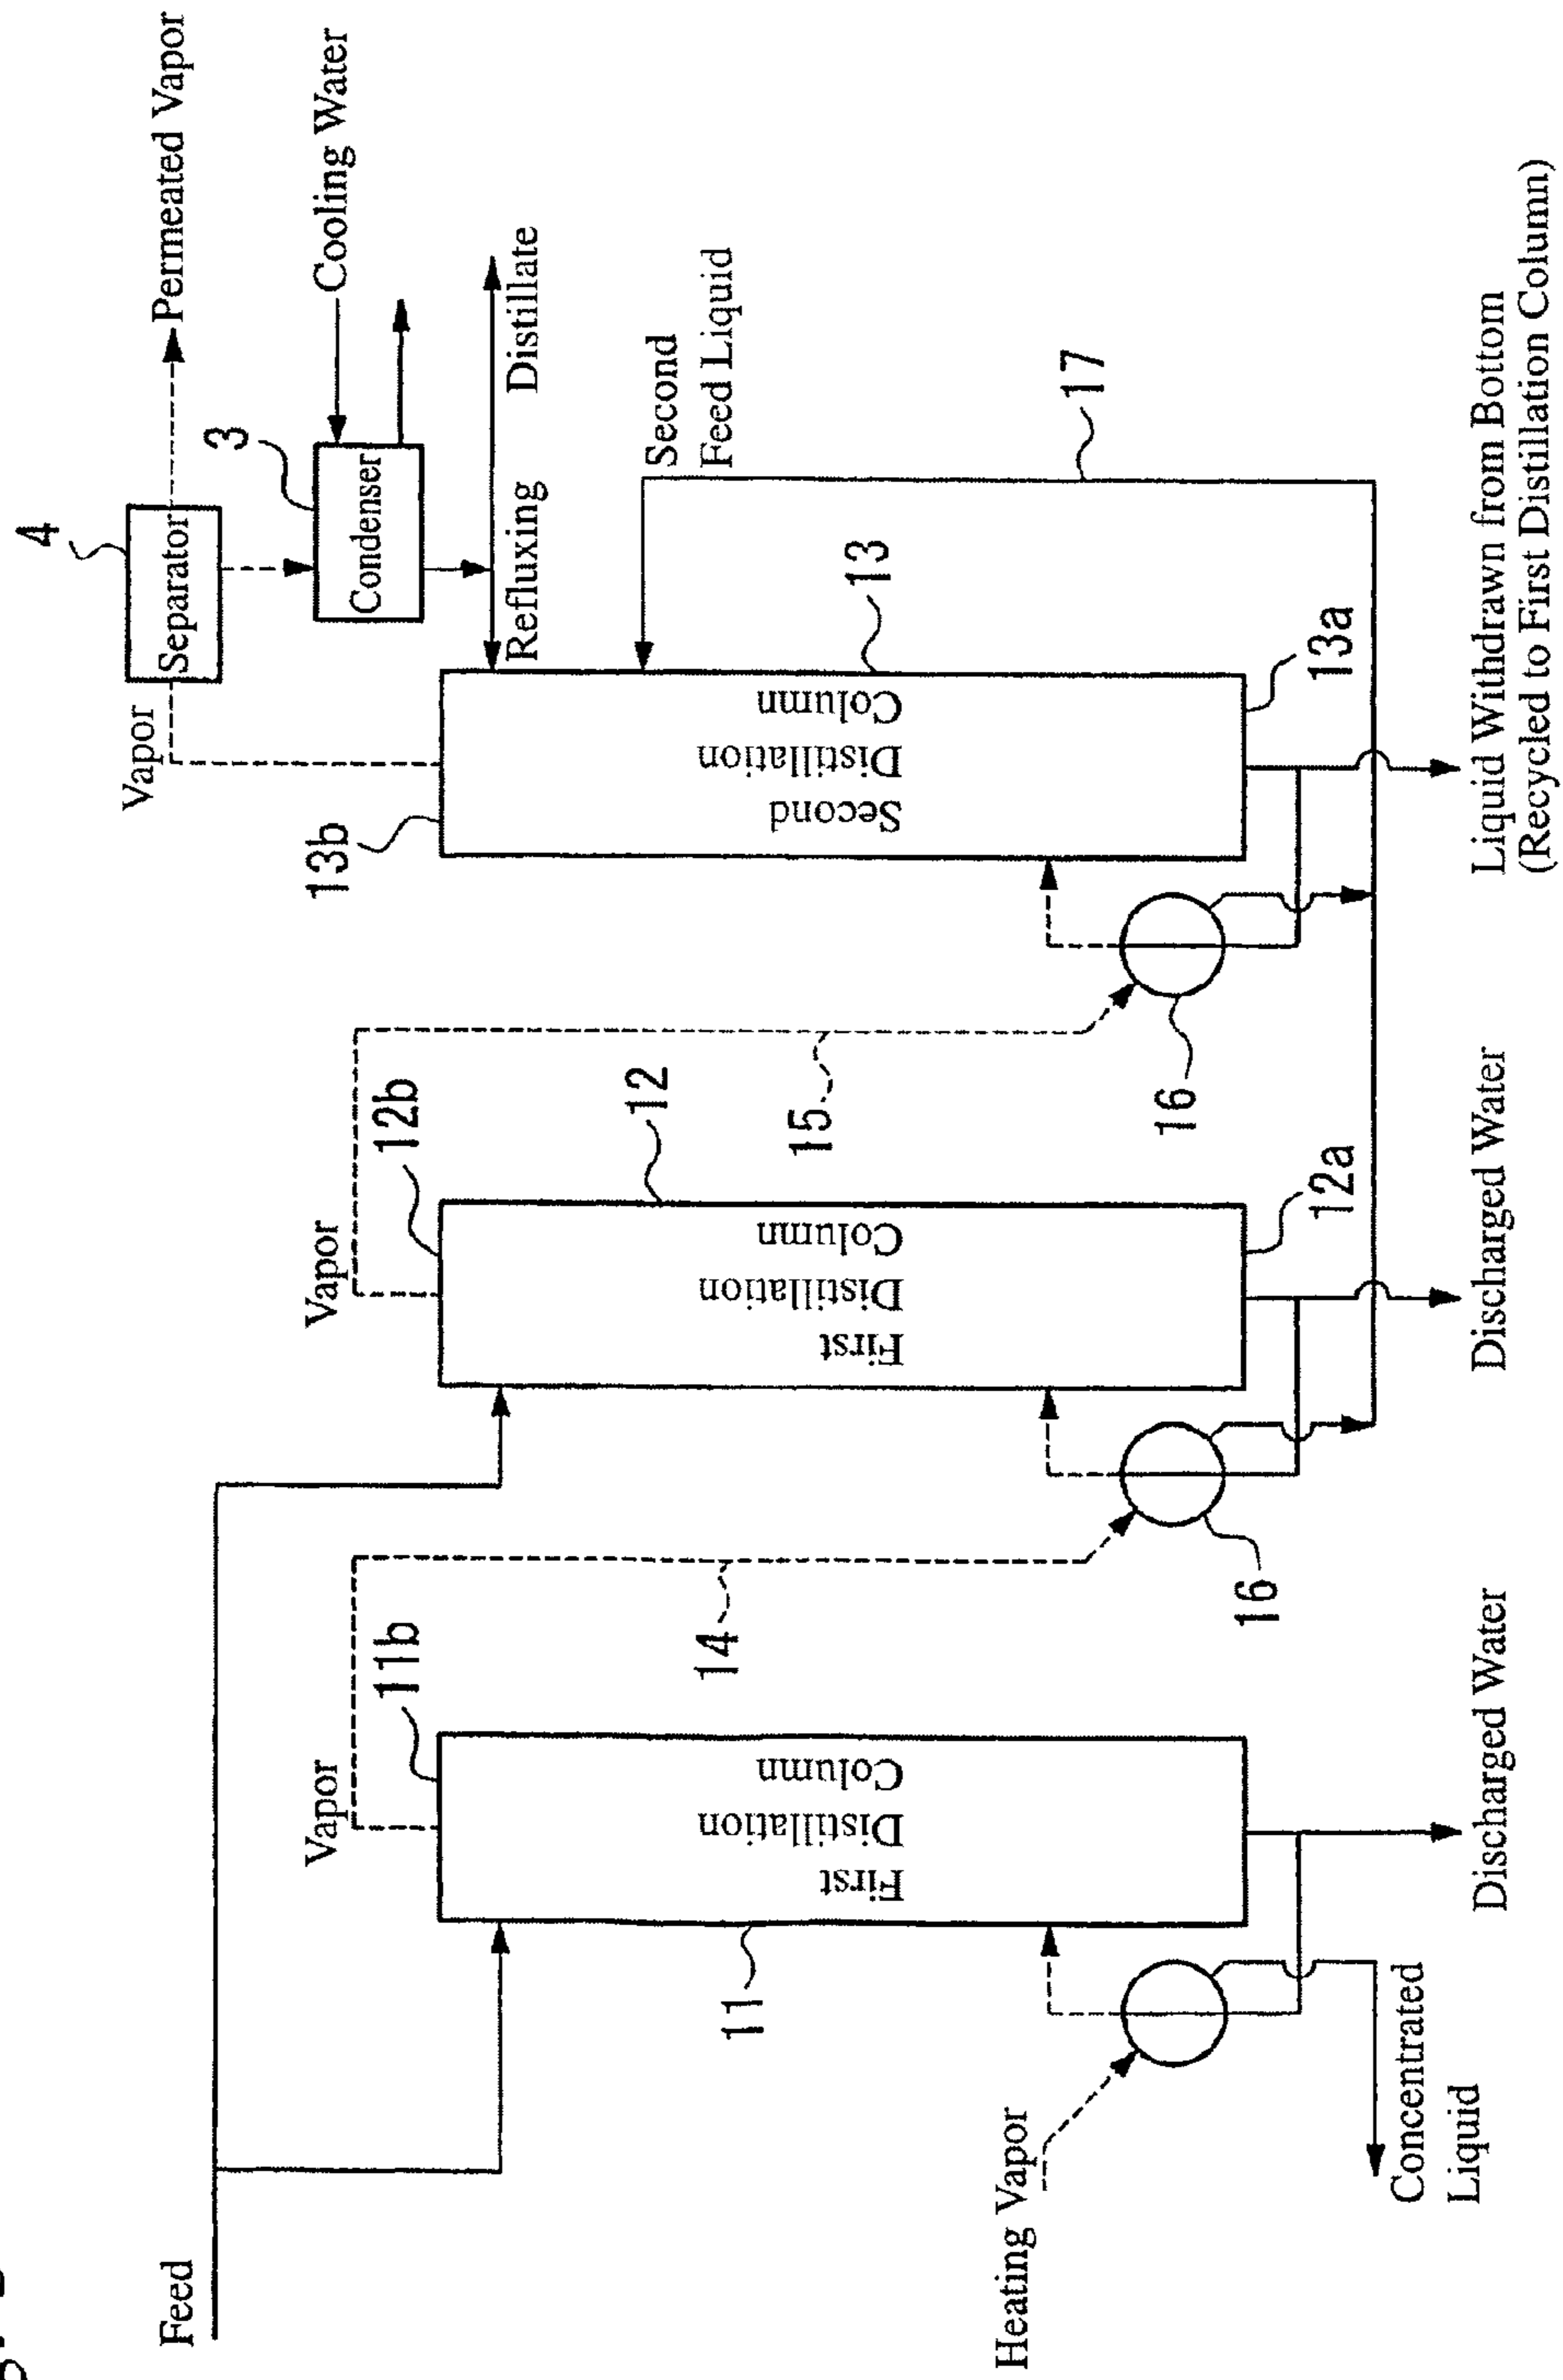 Feed
Heating Vapor
Concentrated
Liquid
First
Distillation
Column
11
11b
Vapor
14
16
Discharged Water
First
Distillation
Column
12
12a
12b
Vapor
15
16
Discharged Water
Second
Distillation
Column
13
13a
13b
Vapor
Separator
4
Permeated Vapor
Condenser
3
Cooling Water
Refluxing
Distillate
Second
Feed Liquid
17
Liquid Withdrawn from Bottom
(Recycled to First Distillation Column)